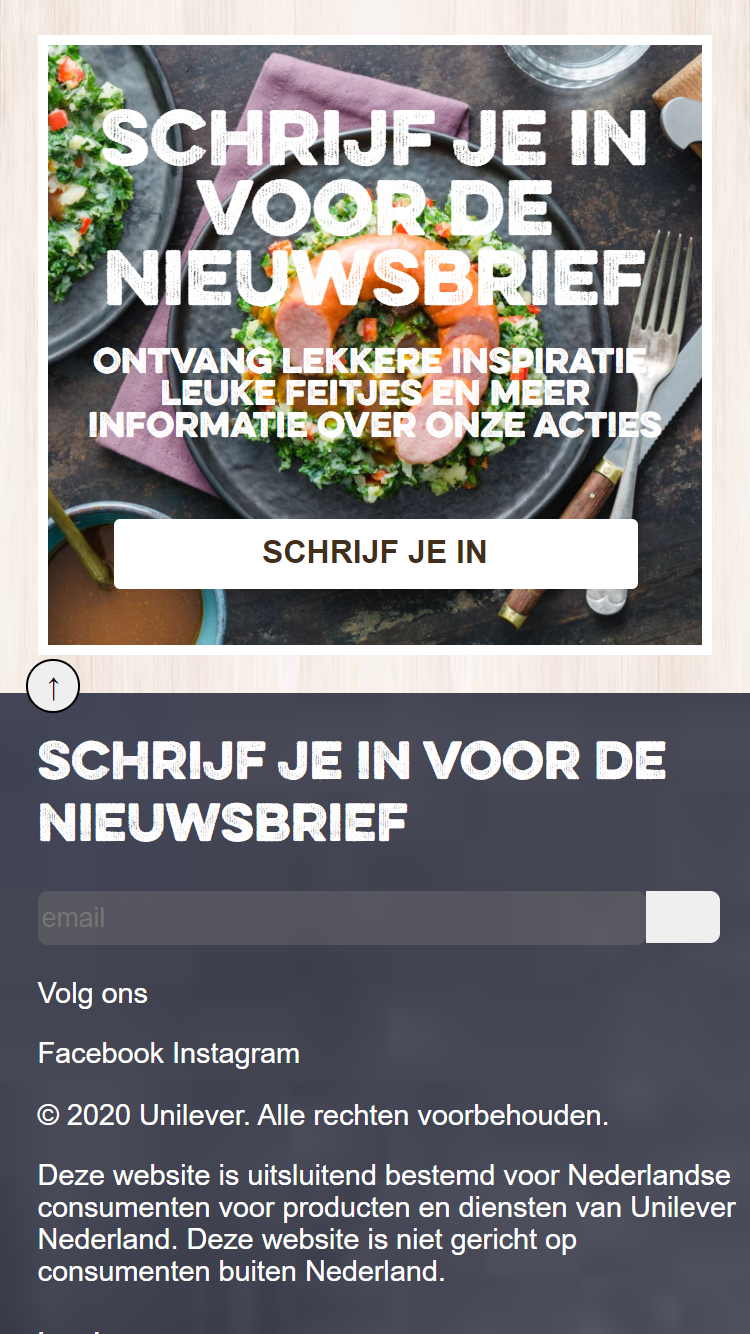 SCHRIJF JE IN
VOOR DE
NIEUWSBRIEF
ONTVANG LEKKERE INSPIRATIE,
LEUKE FEITJES EN MEER
INFORMATIE OVER ONZE ACTIES
SCHRIJF JE IN
↑
SCHRIJF JE IN VOOR DE
NIEUWSBRIEF
email
Volg ons
Facebook Instagram
© 2020 Unilever. Alle rechten voorbehouden.
Deze website is uitsluitend bestemd voor Nederlandse
consumenten voor producten en diensten van Unilever
Nederland. Deze website is niet gericht op
consumenten buiten Nederland.